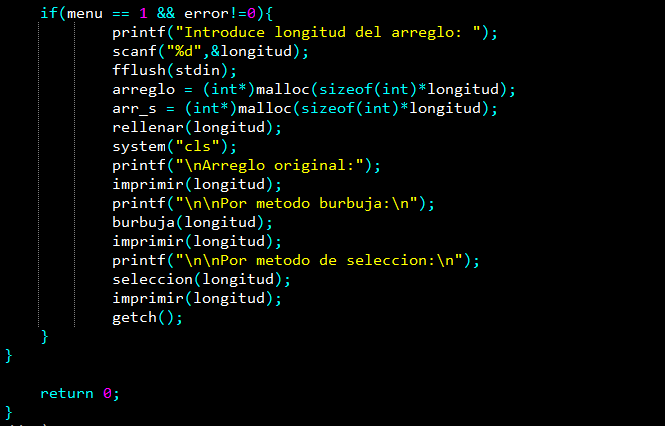 if(menu == 1 && error!=0){
printf("Introduce longitud del arreglo: ");
scanf("%d",&longitud);
fflush(stdin);
arreglo = (int*)malloc(sizeof(int)*longitud);
arr_s = (int*)malloc(sizeof(int)*longitud);
rellenar(longitud);
system("cls");
printf("\nArreglo original:");
imprimir(longitud);
printf("\n\nPor metodo burbuja:\n");
burbuja(longitud);
imprimir(longitud);
printf("\n\nPor metodo de seleccion:\n");
seleccion(longitud);
imprimir(longitud);
getch();
}
}
return 0;
}